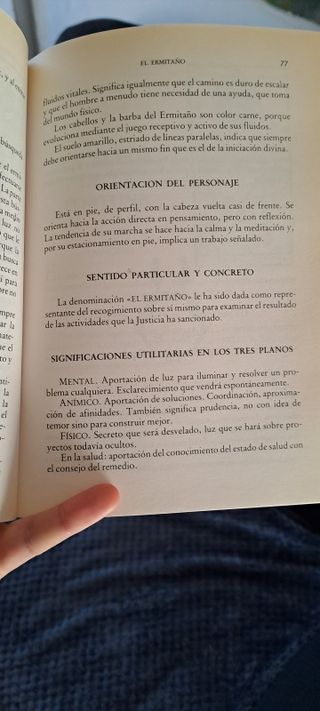 EL ERMITAÑO 77
fluidos vitales. Significa igualmente que el camino es duro de escalar
y que el hombre a menudo tiene necesidad de una ayuda, que toma
del mundo físico.
Los cabellos y la barba del Ermitaño son color carne, porque
evoluciona mediante el juego receptivo y activo de sus fluidos.
El suelo amarillo, estriado de líneas paralelas, indica que siempre
debe orientarse hacia un mismo fin que es el de la iniciación divina.
ORIENTACION DEL PERSONAJE
Está en pie, de perfil, con la cabeza vuelta casi de frente. Se
orienta hacia la acción directa en pensamiento, pero con reflexión.
La tendencia de su marcha se hace hacia la calma y la meditación y,
por su estacionamiento en pie, implica un trabajo señalado.
SENTIDO PARTICULAR Y CONCRETO
La denominación «EL ERMITAÑO» le ha sido dada como repre-
sentante del recogimiento sobre sí mismo para examinar el resultado
de las actividades que la Justicia ha sancionado.
SIGNIFICACIONES UTILITARIAS EN LOS TRES PLANOS
MENTAL. Aportación de luz para iluminar y resolver un pro-
blema cualquiera. Esclarecimiento que vendrá espontáneamente.
ANÍMICO. Aportación de soluciones. Coordinación, aproxima-
ción de afinidades. También significa prudencia, no con idea de
temor sino para construir mejor.
FÍSICO. Secreto que será desvelado, luz que se hará sobre pro-
yectos todavía ocultos.
En la salud: aportación del conocimiento del estado de salud con
el consejo del remedio.